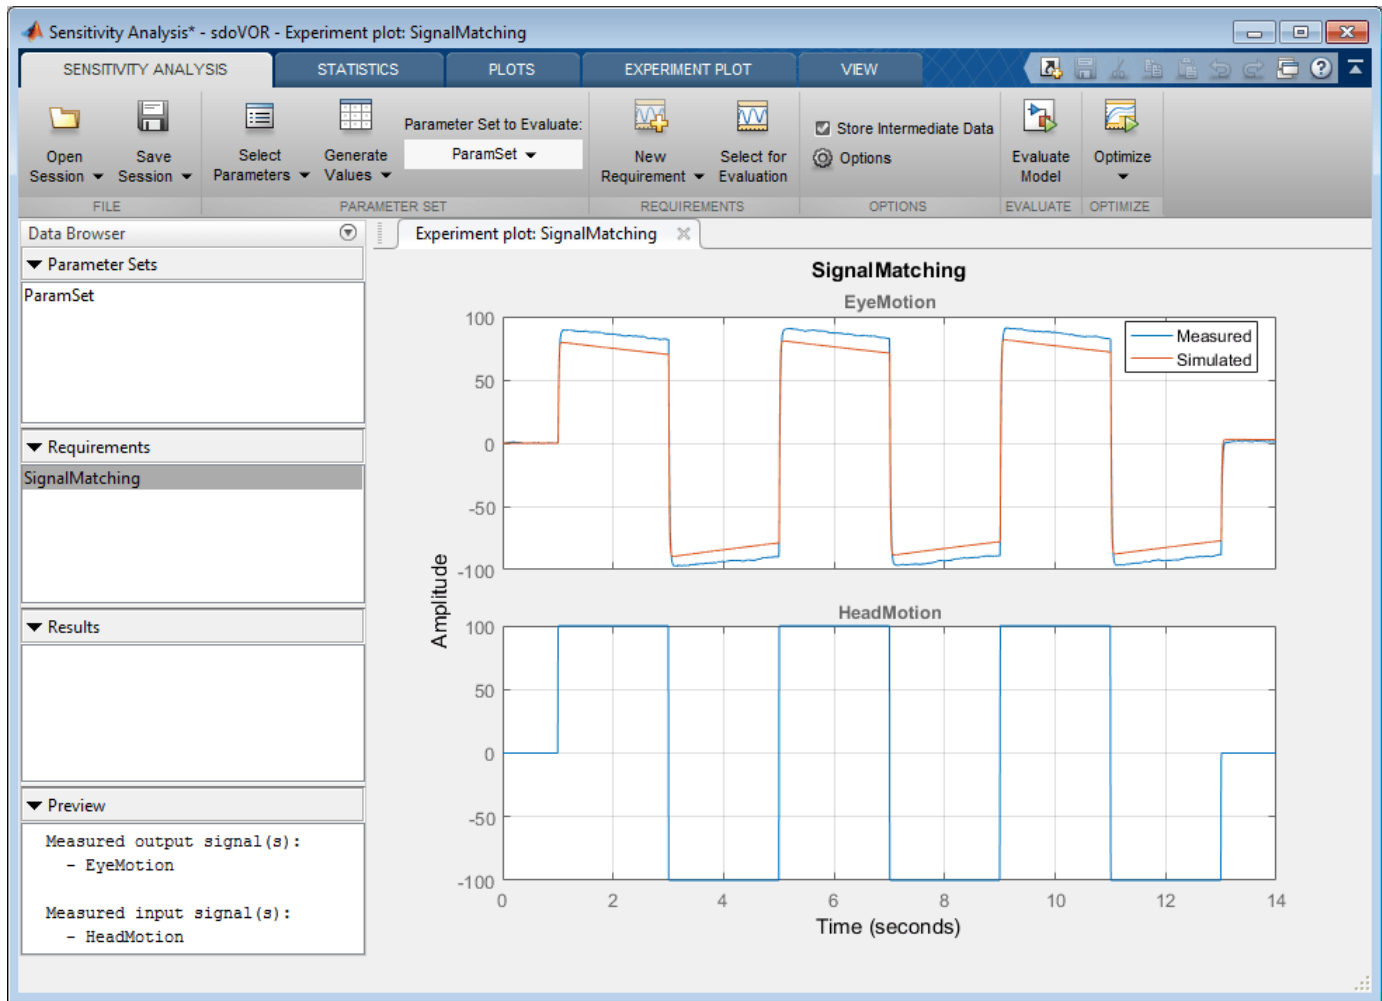 Sensitivity Analysis* - sdoVOR - Experiment plot: SignalMatching
SENSITIVITY ANALYSIS STATISTICS PLOTS EXPERIMENT PLOT VIEW
Open Session
Save Session
Select Parameters
Generate Values
Parameter Set to Evaluate:
ParamSet
New Requirement
Select for Evaluation
Store Intermediate Data
Options
Evaluate Model
Optimize
FILE PARAMETER SET REQUIREMENTS OPTIONS EVALUATE OPTIMIZE
Data Browser
Parameter Sets
ParamSet
Requirements
SignalMatching
Results
Preview
Measured output signal(s):
- EyeMotion
Measured input signal(s):
- HeadMotion
Experiment plot: SignalMatching
SignalMatching
EyeMotion
100
50
0
-50
-100
Measured
Simulated
Amplitude
HeadMotion
100
50
0
-50
-100
0 2 4 6 8 10 12 14
Time (seconds)